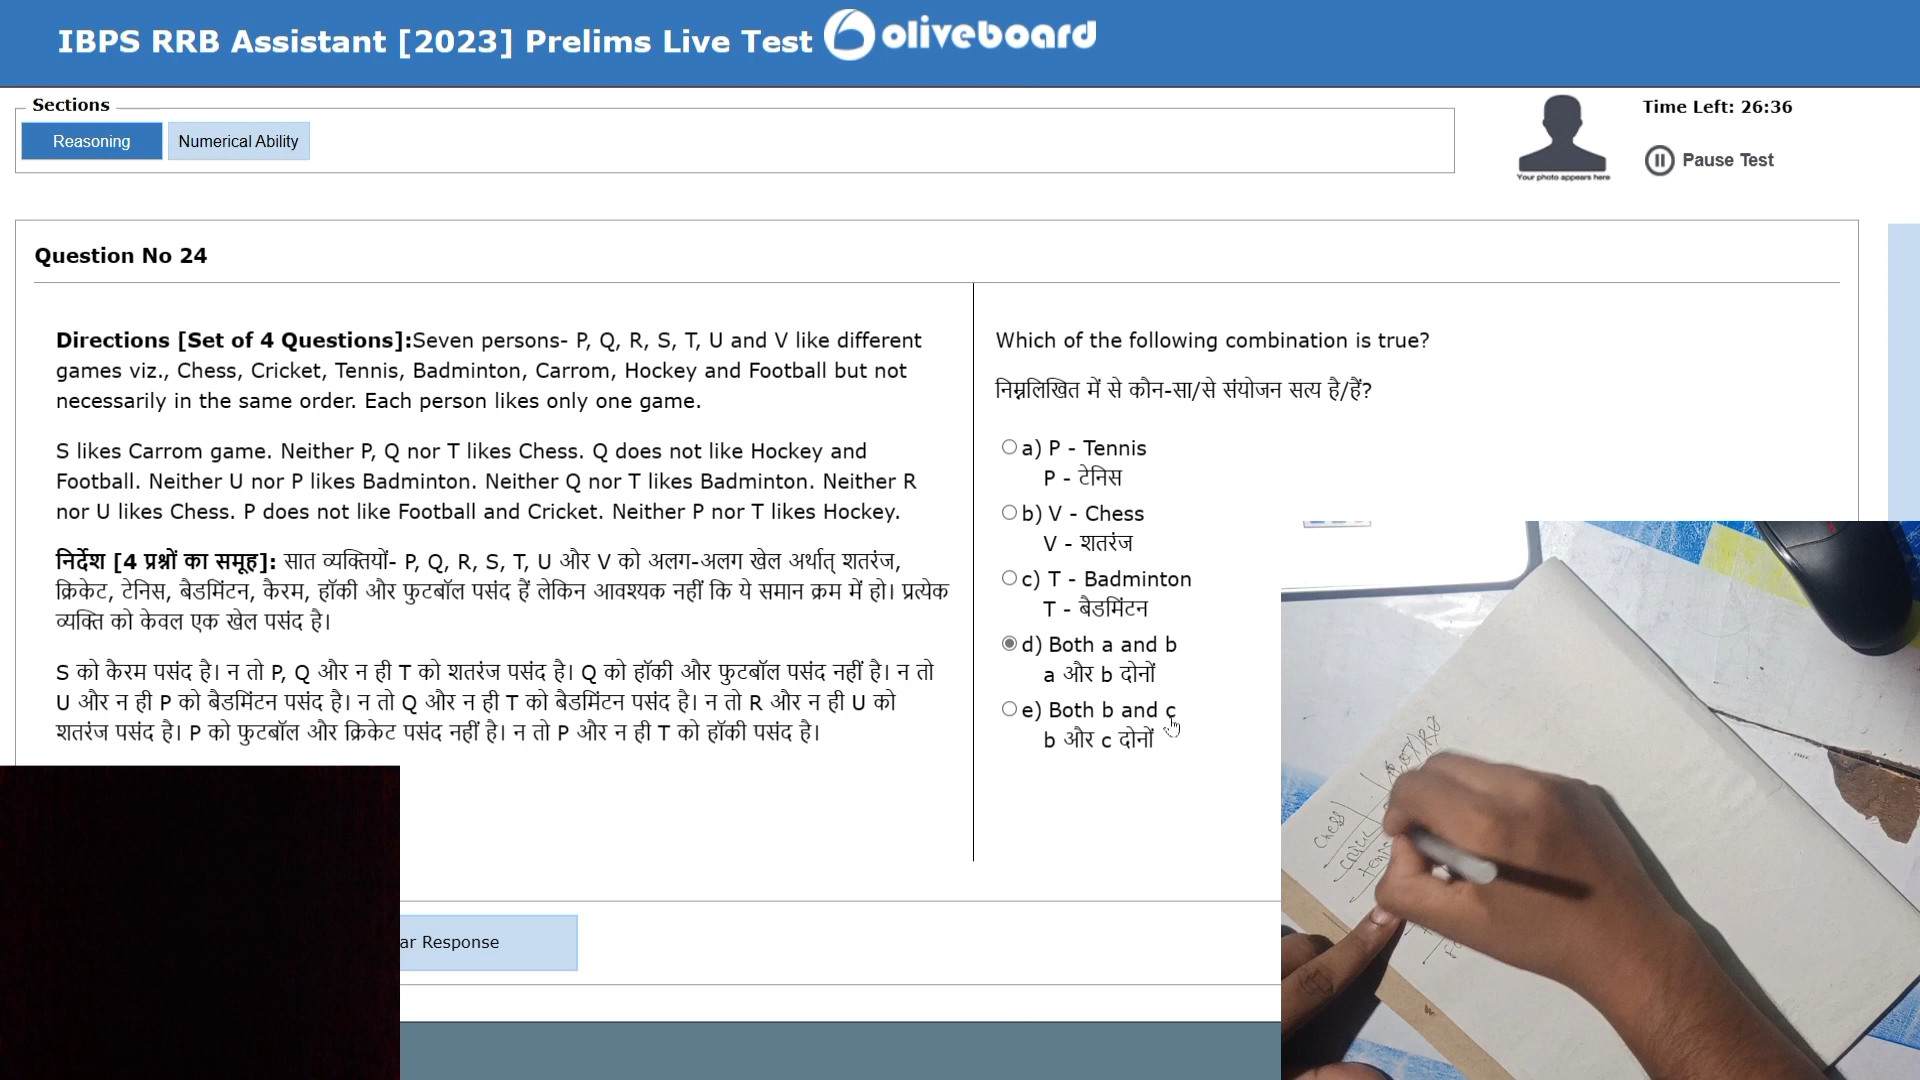 IBPS RRB Assistant [2023] Prelims Live Test oliveboard
Sections
Reasoning
Numerical Ability
Your photo appears here
Time Left: 26:36
Pause Test
Question No 24
Directions [Set of 4 Questions]:Seven persons- P, Q, R, S, T, U and V like different
games viz., Chess, Cricket, Tennis, Badminton, Carrom, Hockey and Football but not
necessarily in the same order. Each person likes only one game.
S likes Carrom game. Neither P, Q nor T likes Chess. Q does not like Hockey and
Football. Neither U nor P likes Badminton. Neither Q nor T likes Badminton. Neither R
nor U likes Chess. P does not like Football and Cricket. Neither P nor T likes Hockey.
निर्देश [4 प्रश्नों का समूह]: सात व्यक्तियों- P, Q, R, S, T, U और V को अलग-अलग खेल अर्थात् शतरंज,
क्रिकेट, टेनिस, बैडमिंटन, कैरम, हॉकी और फुटबॉल पसंद हैं लेकिन आवश्यक नहीं कि ये समान क्रम में हो। प्रत्येक
व्यक्ति को केवल एक खेल पसंद है।
S को कैरम पसंद है। न तो P, Q और न ही T को शतरंज पसंद है। Q को हॉकी और फुटबॉल पसंद नहीं है। न तो
U और न ही P को बैडमिंटन पसंद है। न तो Q और न ही T को बैडमिंटन पसंद है। न तो R और न ही U को
शतरंज पसंद है। P को फुटबॉल और क्रिकेट पसंद नहीं है। न तो P और न ही T को हॉकी पसंद है।
Which of the following combination is true?
निम्नलिखित में से कौन-सा/से संयोजन सत्य है/हैं?
a) P - Tennis
P - टेनिस
b) V - Chess
V - शतरंज
c) T - Badminton
T - बैडमिंटन
d) Both a and b
a और b दोनों
e) Both b and c
b और c दोनों
ar Response
Chess